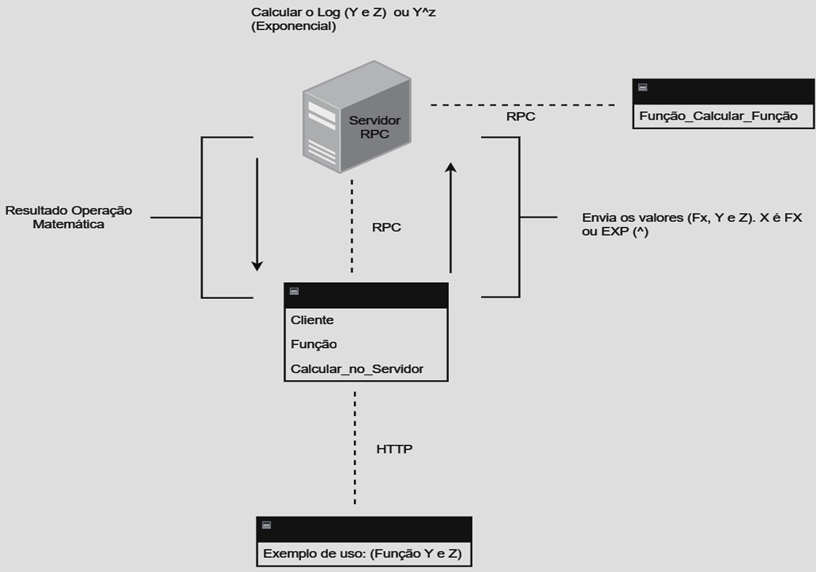 Calcular o Log (Y e Z)  ou Y^z
(Exponencial)
Servidor
RPC
RPC
Função_Calcular_Função
Resultado Operação
Matemática
RPC
Envia os valores (Fx, Y e Z). X é FX
ou EXP (^)
Cliente
Função
Calcular_no_Servidor
HTTP
Exemplo de uso: (Função Y e Z)